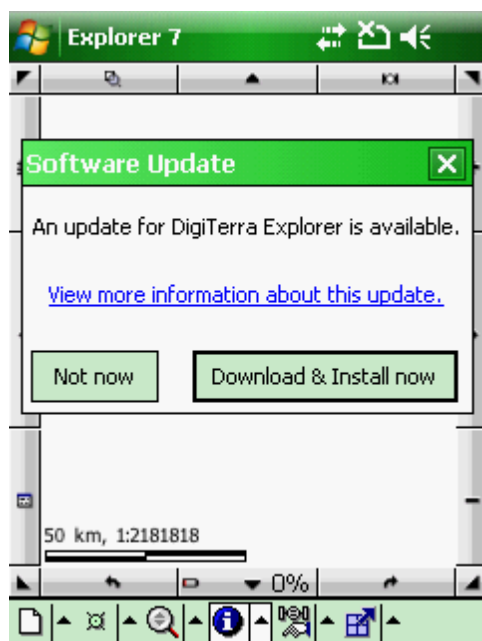 Explorer 7
Software Update
An update for DigiTerra Explorer is available.
View more information about this update.
Not now
Download & Install now
50 km, 1:2181818
0%